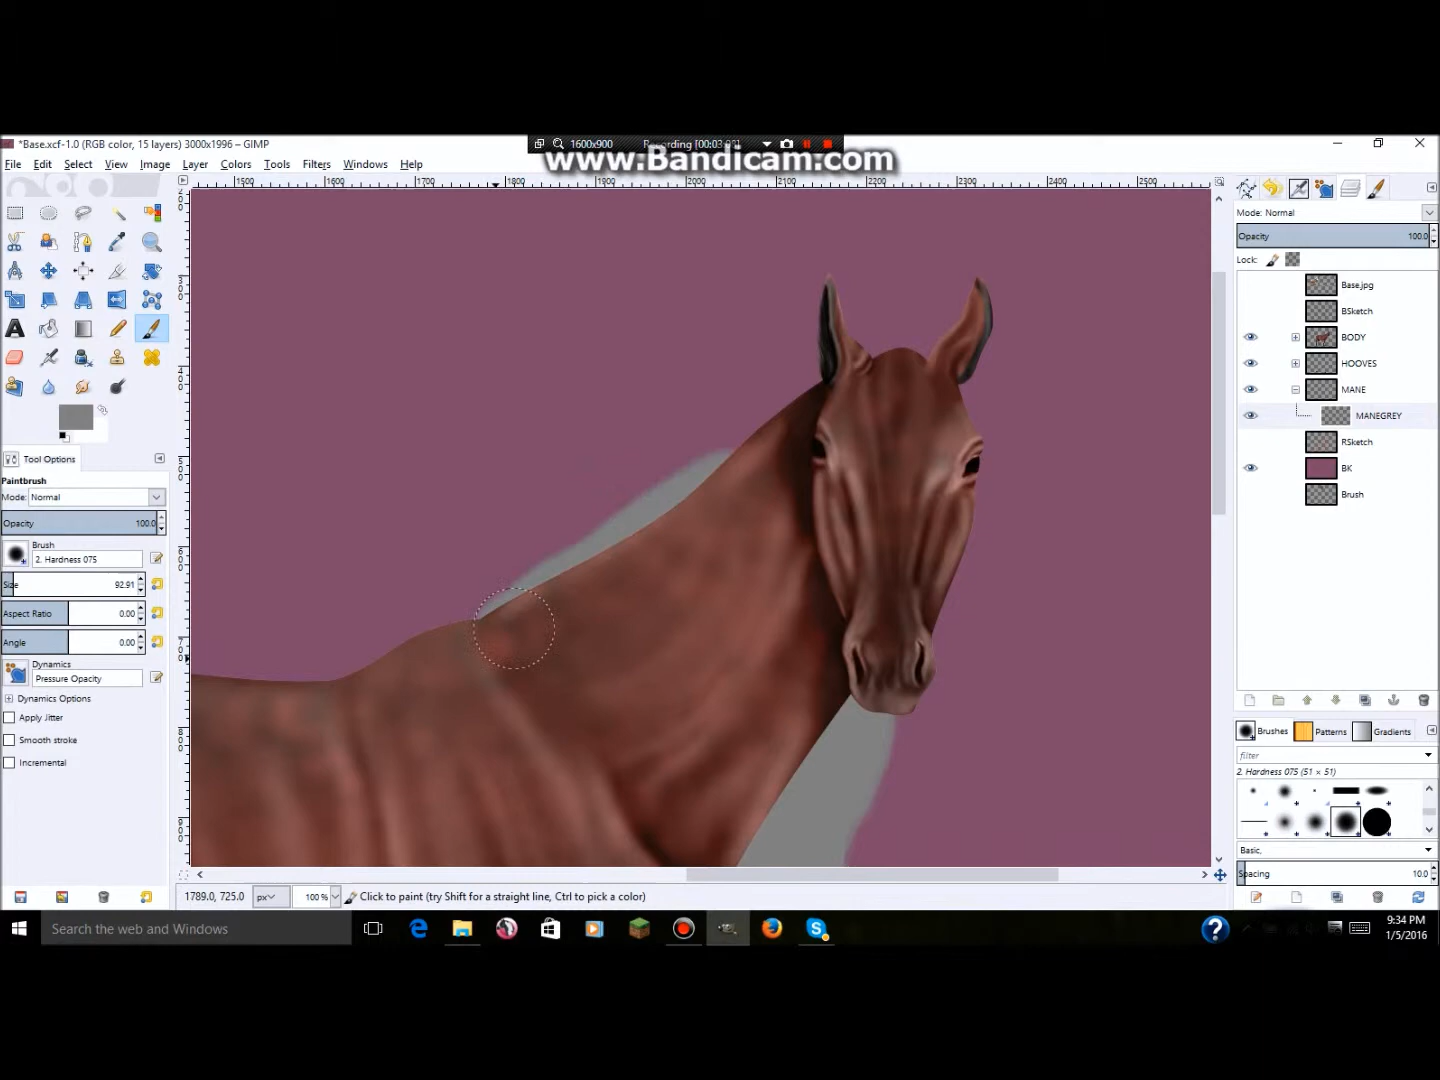 *Base.xcf-1.0 (RGB color, 15 layers) 3000x1996 – GIMP
1600x900
www.Bandicam.com
File Edit Select View Image Layer Colors Tools Filters Windows Help
1500 1600 1700 1800 1900 2000 2100 2200 2300 2400 2500
Mode: Normal
Opacity 100.0
Lock:
Base.jpg
BSketch
BODY
HOOVES
MANE
MANEGREY
RSketch
BK
Brush
Tool Options
Paintbrush
Mode: Normal
Opacity 100.0
Brush
2. Hardness 075
Size 92.91
Aspect Ratio 0.00
Angle 0.00
Dynamics
Pressure Opacity
Dynamics Options
Apply Jitter
Smooth stroke
Incremental
Brushes Patterns Gradients
filter
2. Hardness 075 (51 × 51)
Basic,
Spacing 10.0
1789.0, 725.0 px 100 % Click to paint (try Shift for a straight line, Ctrl to pick a color)
Search the web and Windows
9:34 PM
1/5/2016